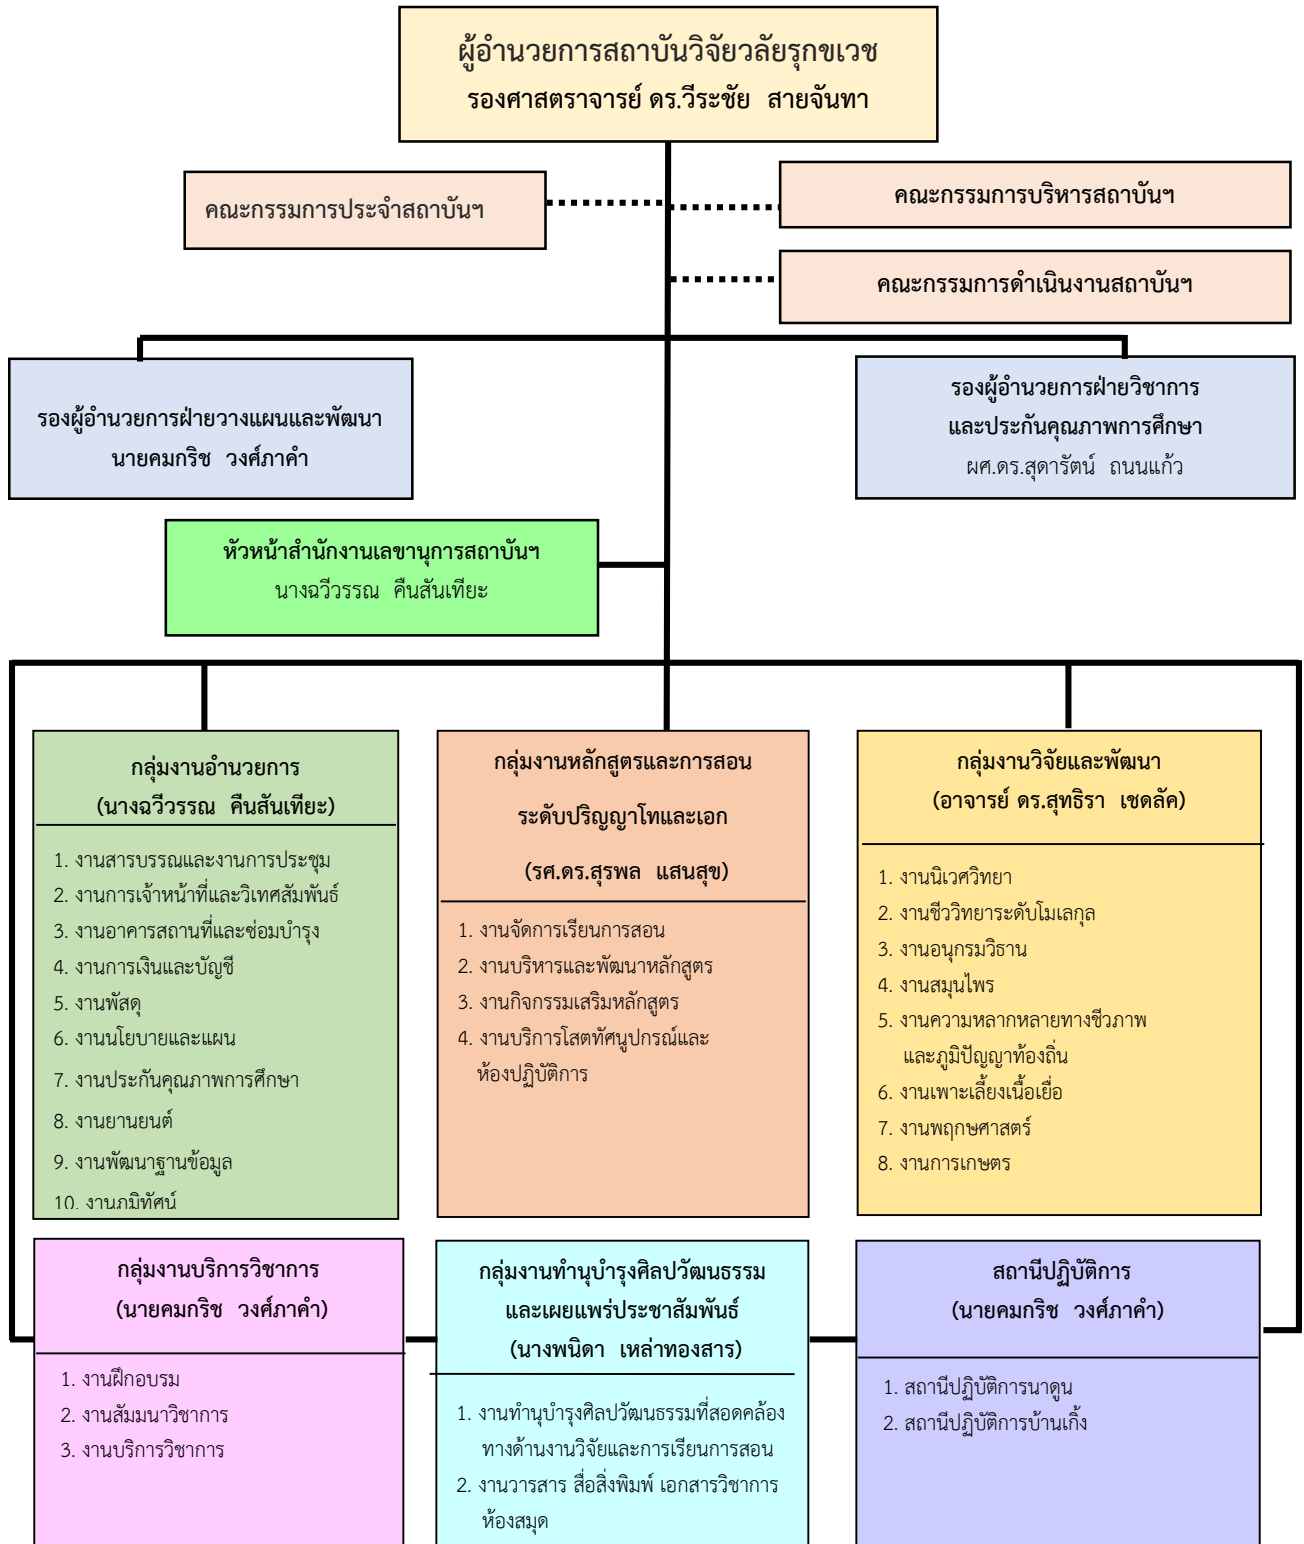 ผู้อำนวยการสถาบันวิจัยวลัยรุกขเวช
รองศาสตราจารย์ ดร.วีระชัย สายจันทา
คณะกรรมการประจำสถาบันฯ
คณะกรรมการบริหารสถาบันฯ
คณะกรรมการดำเนินงานสถาบันฯ
รองผู้อำนวยการฝ่ายวางแผนและพัฒนา
นายคมกริช วงศ์ภาคำ
รองผู้อำนวยการฝ่ายวิชาการ
และประกันคุณภาพการศึกษา
ผศ.ดร.สุดารัตน์ ถนนแก้ว
หัวหน้าสำนักงานเลขานุการสถาบันฯ
นางฉวีวรรณ คืนสันเทียะ
กลุ่มงานอำนวยการ
(นางฉวีวรรณ คืนสันเทียะ)
1. งานสารบรรณและงานการประชุม
2. งานการเจ้าหน้าที่และวิเทศสัมพันธ์
3. งานอาคารสถานที่และซ่อมบำรุง
4. งานการเงินและบัญชี
5. งานพัสดุ
6. งานนโยบายและแผน
7. งานประกันคุณภาพการศึกษา
8. งานยานยนต์
9. งานพัฒนาฐานข้อมูล
10. งานภูมิทัศน์
กลุ่มงานหลักสูตรและการสอน
ระดับปริญญาโทและเอก
(รศ.ดร.สุรพล แสนสุข)
1. งานจัดการเรียนการสอน
2. งานบริหารและพัฒนาหลักสูตร
3. งานกิจกรรมเสริมหลักสูตร
4. งานบริการโสตทัศนูปกรณ์และ
ห้องปฏิบัติการ
กลุ่มงานวิจัยและพัฒนา
(อาจารย์ ดร.สุทธิรา เชดลัค)
1. งานนิเวศวิทยา
2. งานชีววิทยาระดับโมเลกุล
3. งานอนุกรมวิธาน
4. งานสมุนไพร
5. งานความหลากหลายทางชีวภาพ
และภูมิปัญญาท้องถิ่น
6. งานเพาะเลี้ยงเนื้อเยื่อ
7. งานพฤกษศาสตร์
8. งานการเกษตร
กลุ่มงานบริการวิชาการ
(นายคมกริช วงศ์ภาคำ)
1. งานฝึกอบรม
2. งานสัมมนาวิชาการ
3. งานบริการวิชาการ
กลุ่มงานทำนุบำรุงศิลปวัฒนธรรม
และเผยแพร่ประชาสัมพันธ์
(นางพนิดา เหล่าทองสาร)
1. งานทำนุบำรุงศิลปวัฒนธรรมที่สอดคล้อง
ทางด้านงานวิจัยและการเรียนการสอน
2. งานวารสาร สื่อสิ่งพิมพ์ เอกสารวิชาการ
ห้องสมุด
สถานีปฏิบัติการ
(นายคมกริช วงศ์ภาคำ)
1. สถานีปฏิบัติการนาดูน
2. สถานีปฏิบัติการบ้านเกิ้ง